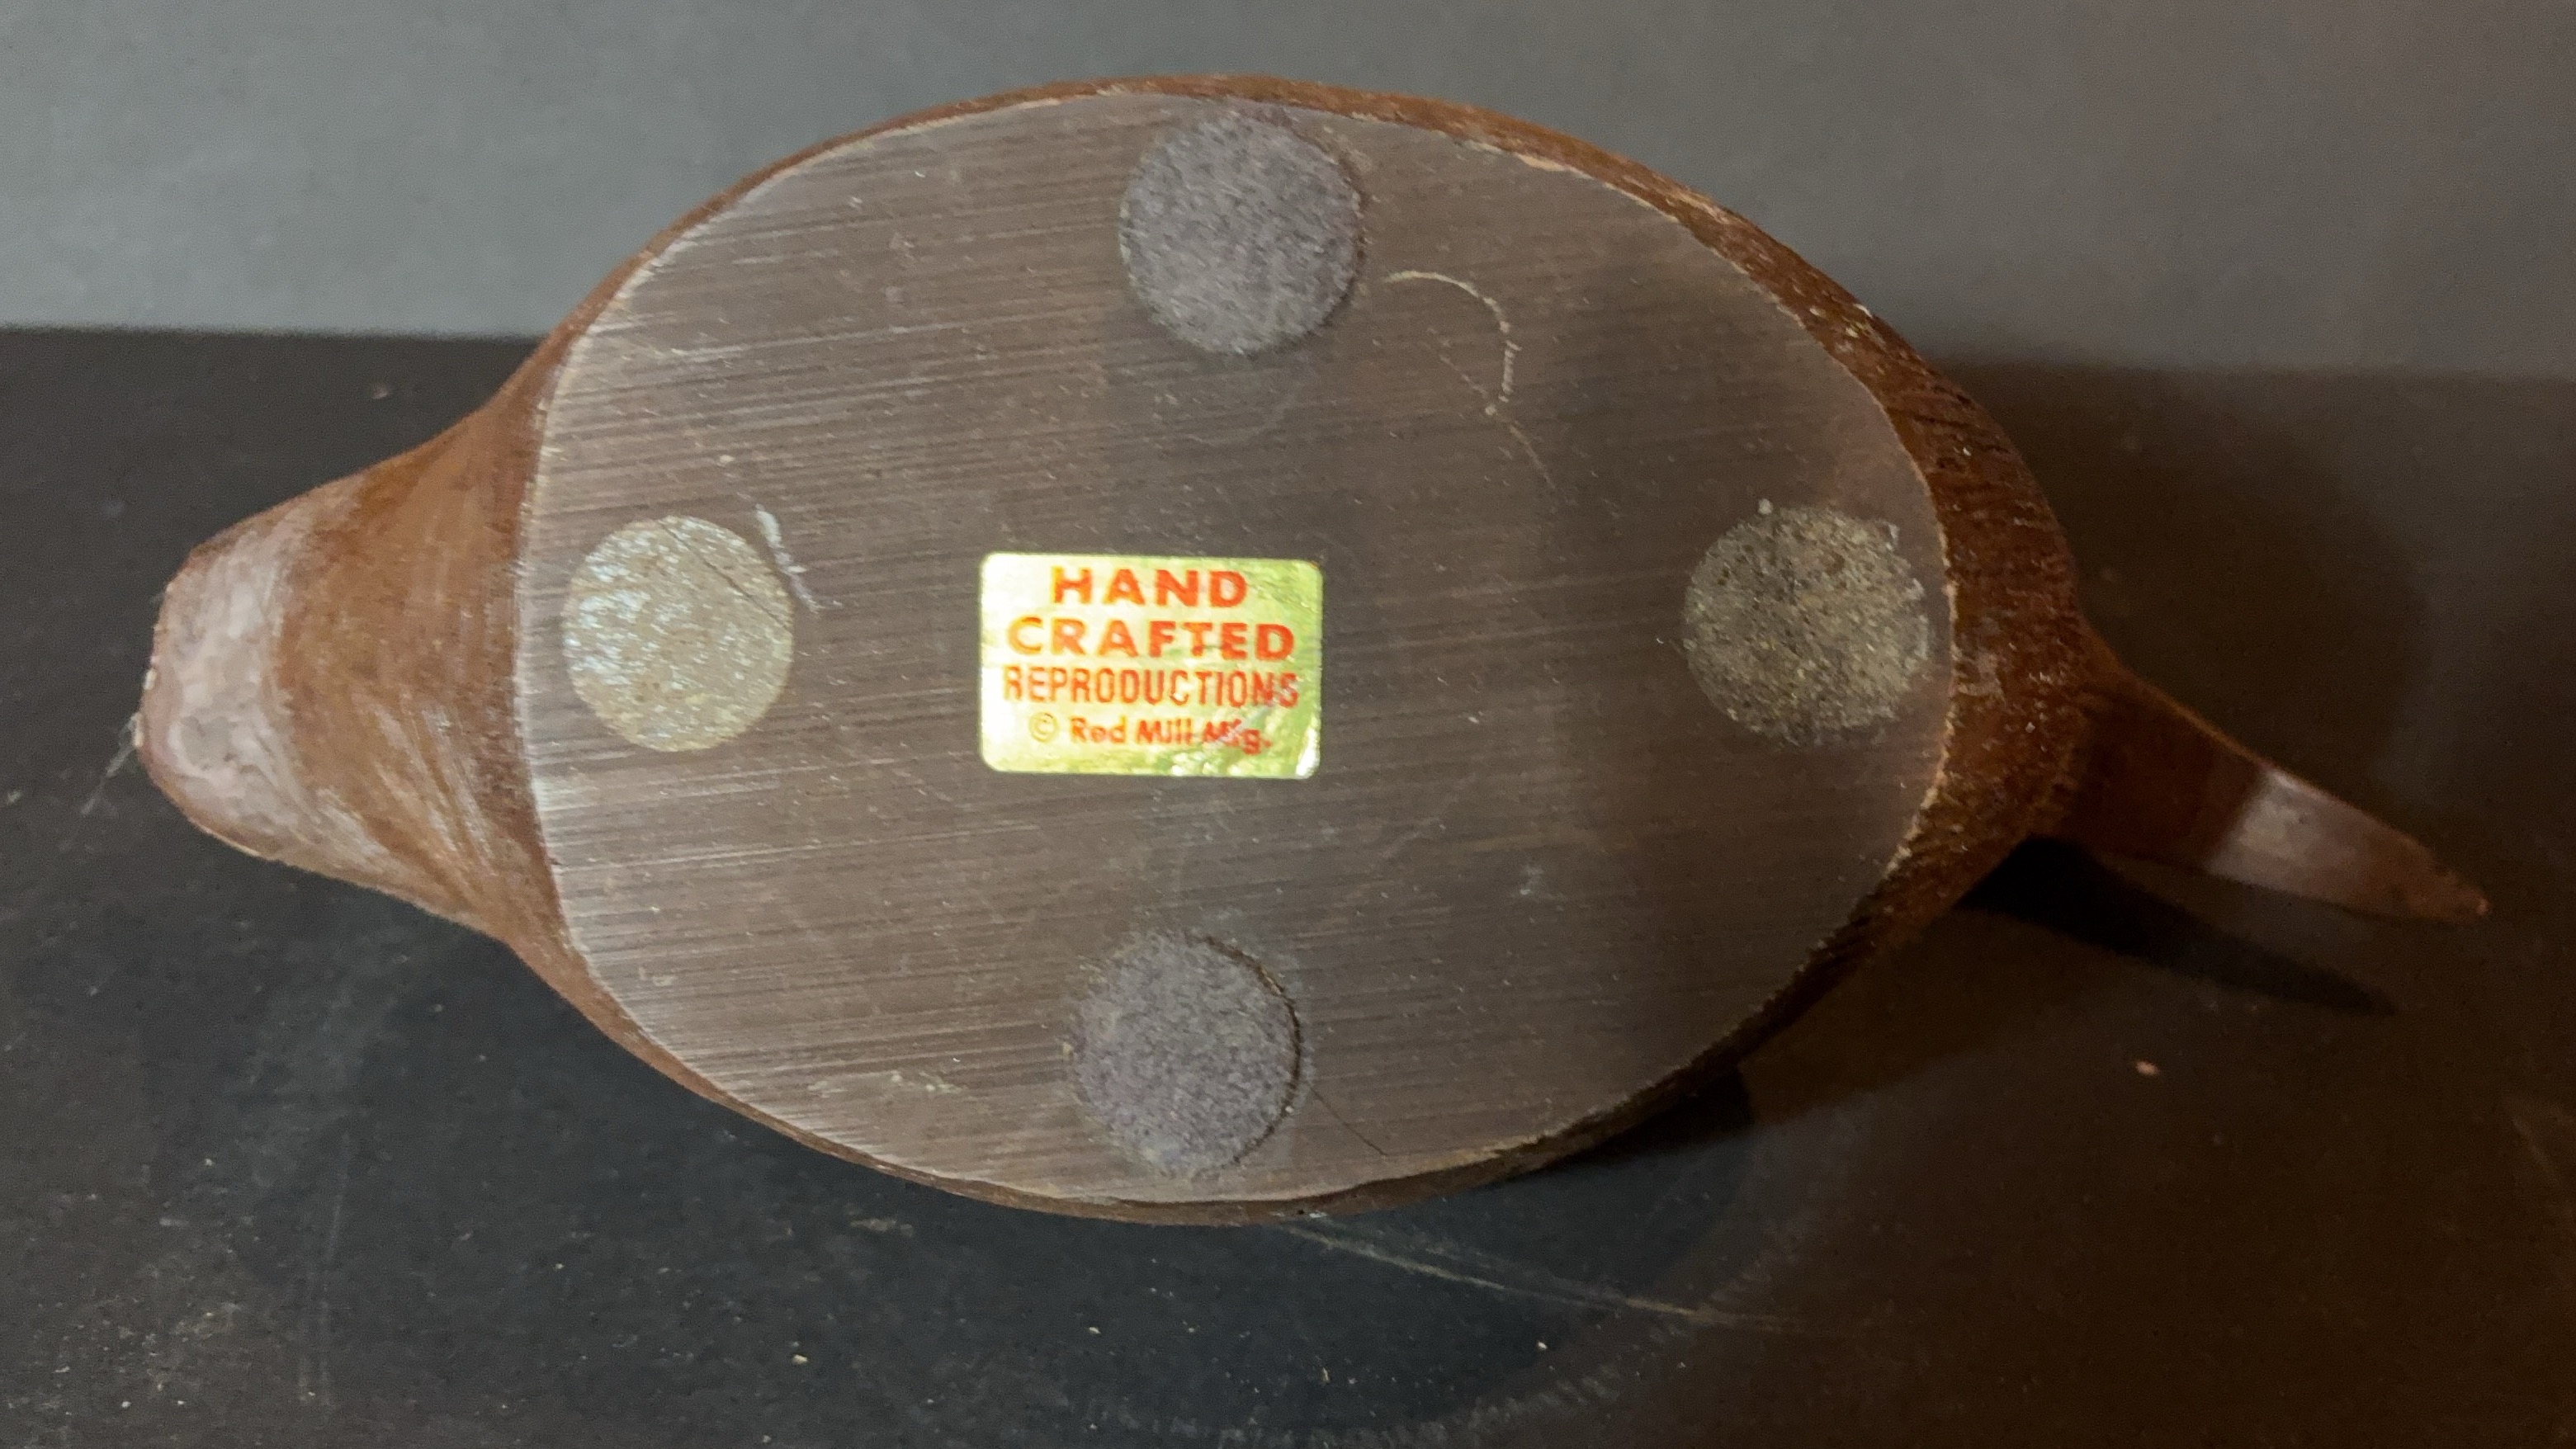 HAND
CRAFTED
REPRODUCTIONS
© Red Mill Mfg.